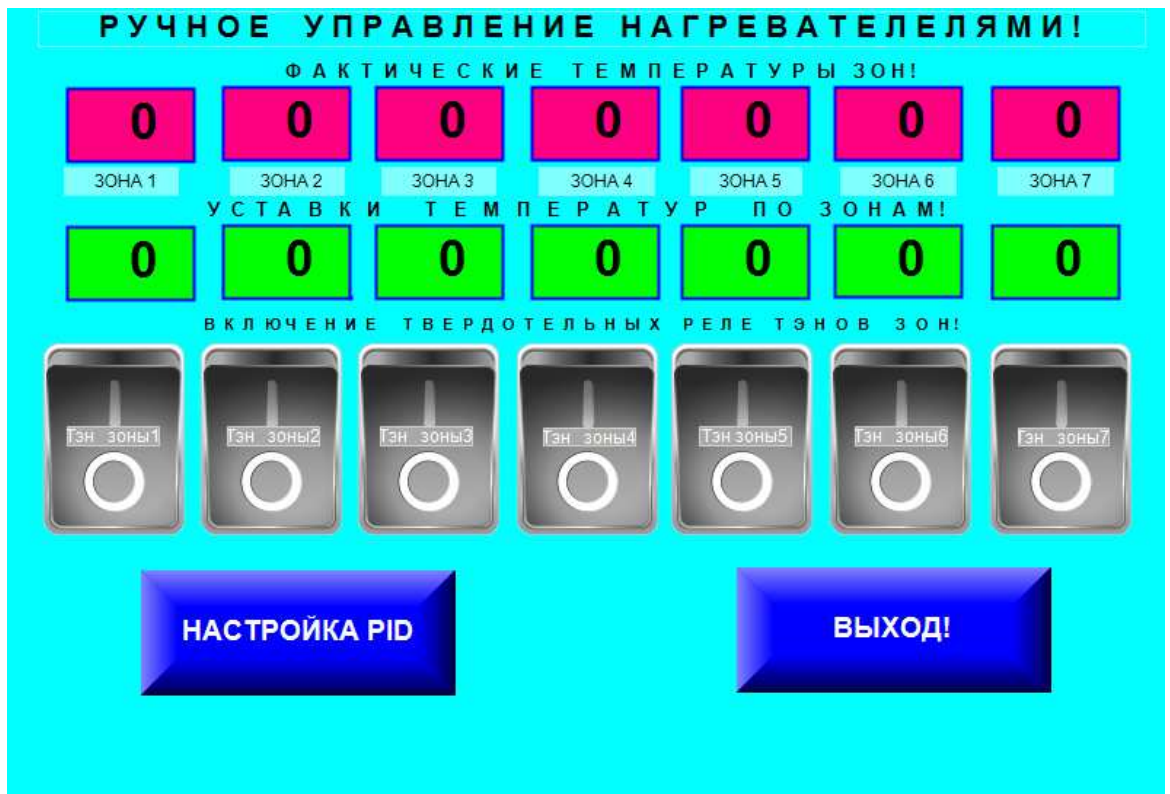 РУЧНОЕ УПРАВЛЕНИЕ НАГРЕВАТЕЛЕЛЯМИ!
ФАКТИЧЕСКИЕ ТЕМПЕРАТУРЫ ЗОН!
0 0 0 0 0 0 0
ЗОНА 1 ЗОНА 2 ЗОНА 3 ЗОНА 4 ЗОНА 5 ЗОНА 6 ЗОНА 7
УСТАВКИ ТЕМПЕРАТУР ПО ЗОНАМ!
0 0 0 0 0 0 0
ВКЛЮЧЕНИЕ ТВЕРДОТЕЛЬНЫХ РЕЛЕ ТЭНОВ ЗОН!
Тэн зоны1 Тэн зоны2 Тэн зоны3 Тэн зоны4 Тэн зоны5 Тэн зоны6 Тэн зоны7
НАСТРОЙКА PID ВЫХОД!